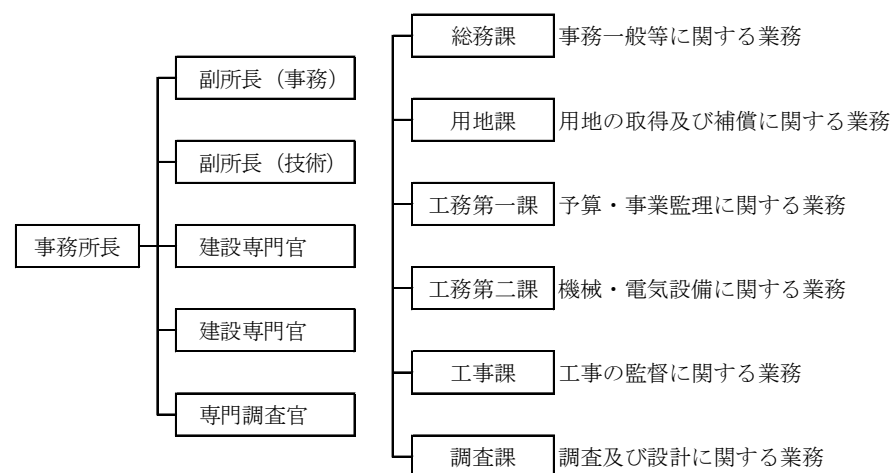 事務所長
副所長（事務）
副所長（技術）
建設専門官
建設専門官
専門調査官
総務課 事務一般等に関する業務
用地課 用地の取得及び補償に関する業務
工務第一課 予算・事業監理に関する業務
工務第二課 機械・電気設備に関する業務
工事課 工事の監督に関する業務
調査課 調査及び設計に関する業務